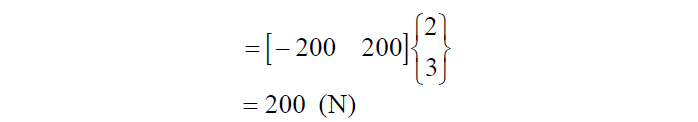 = [−200 200] {2 3}
= 200 (N)